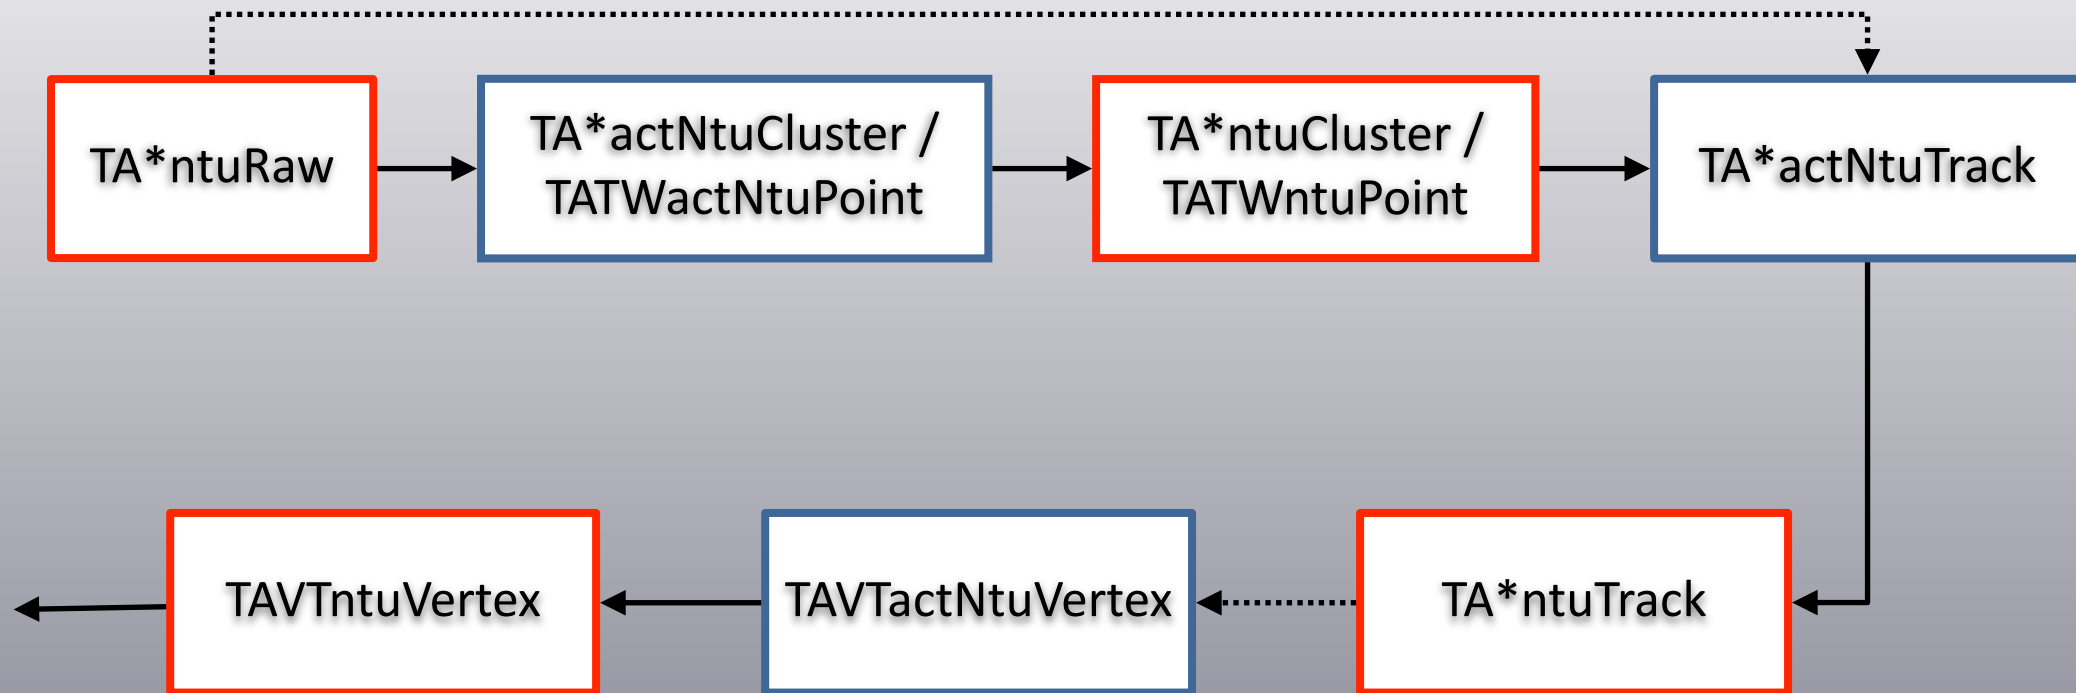 TA*ntuRaw
TA*actNtuCluster /
TATWactNtuPoint
TA*ntuCluster /
TATWntuPoint
TA*actNtuTrack
TAVTntuVertex
TAVTactNtuVertex
TA*ntuTrack